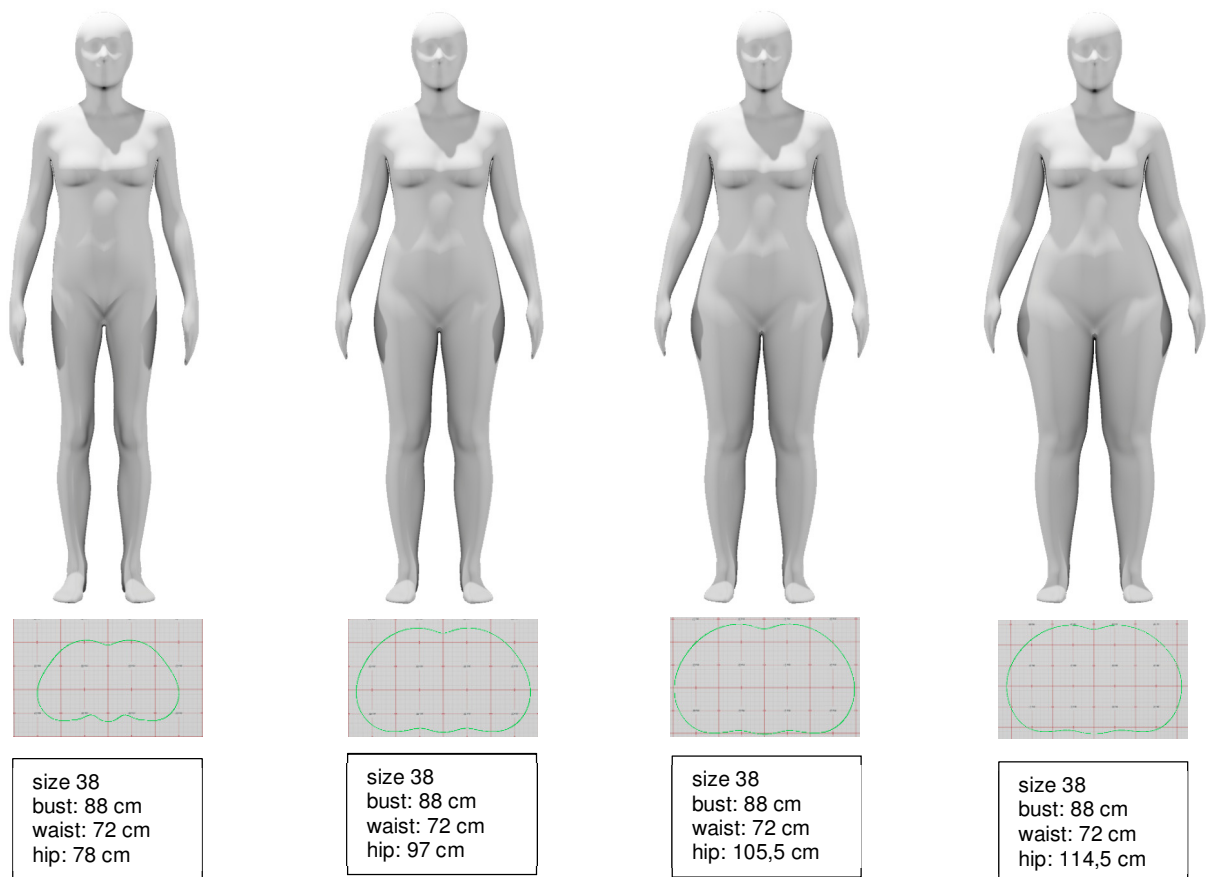 size 38
bust: 88 cm
waist: 72 cm
hip: 78 cm
size 38
bust: 88 cm
waist: 72 cm
hip: 97 cm
size 38
bust: 88 cm
waist: 72 cm
hip: 105,5 cm
size 38
bust: 88 cm
waist: 72 cm
hip: 114,5 cm